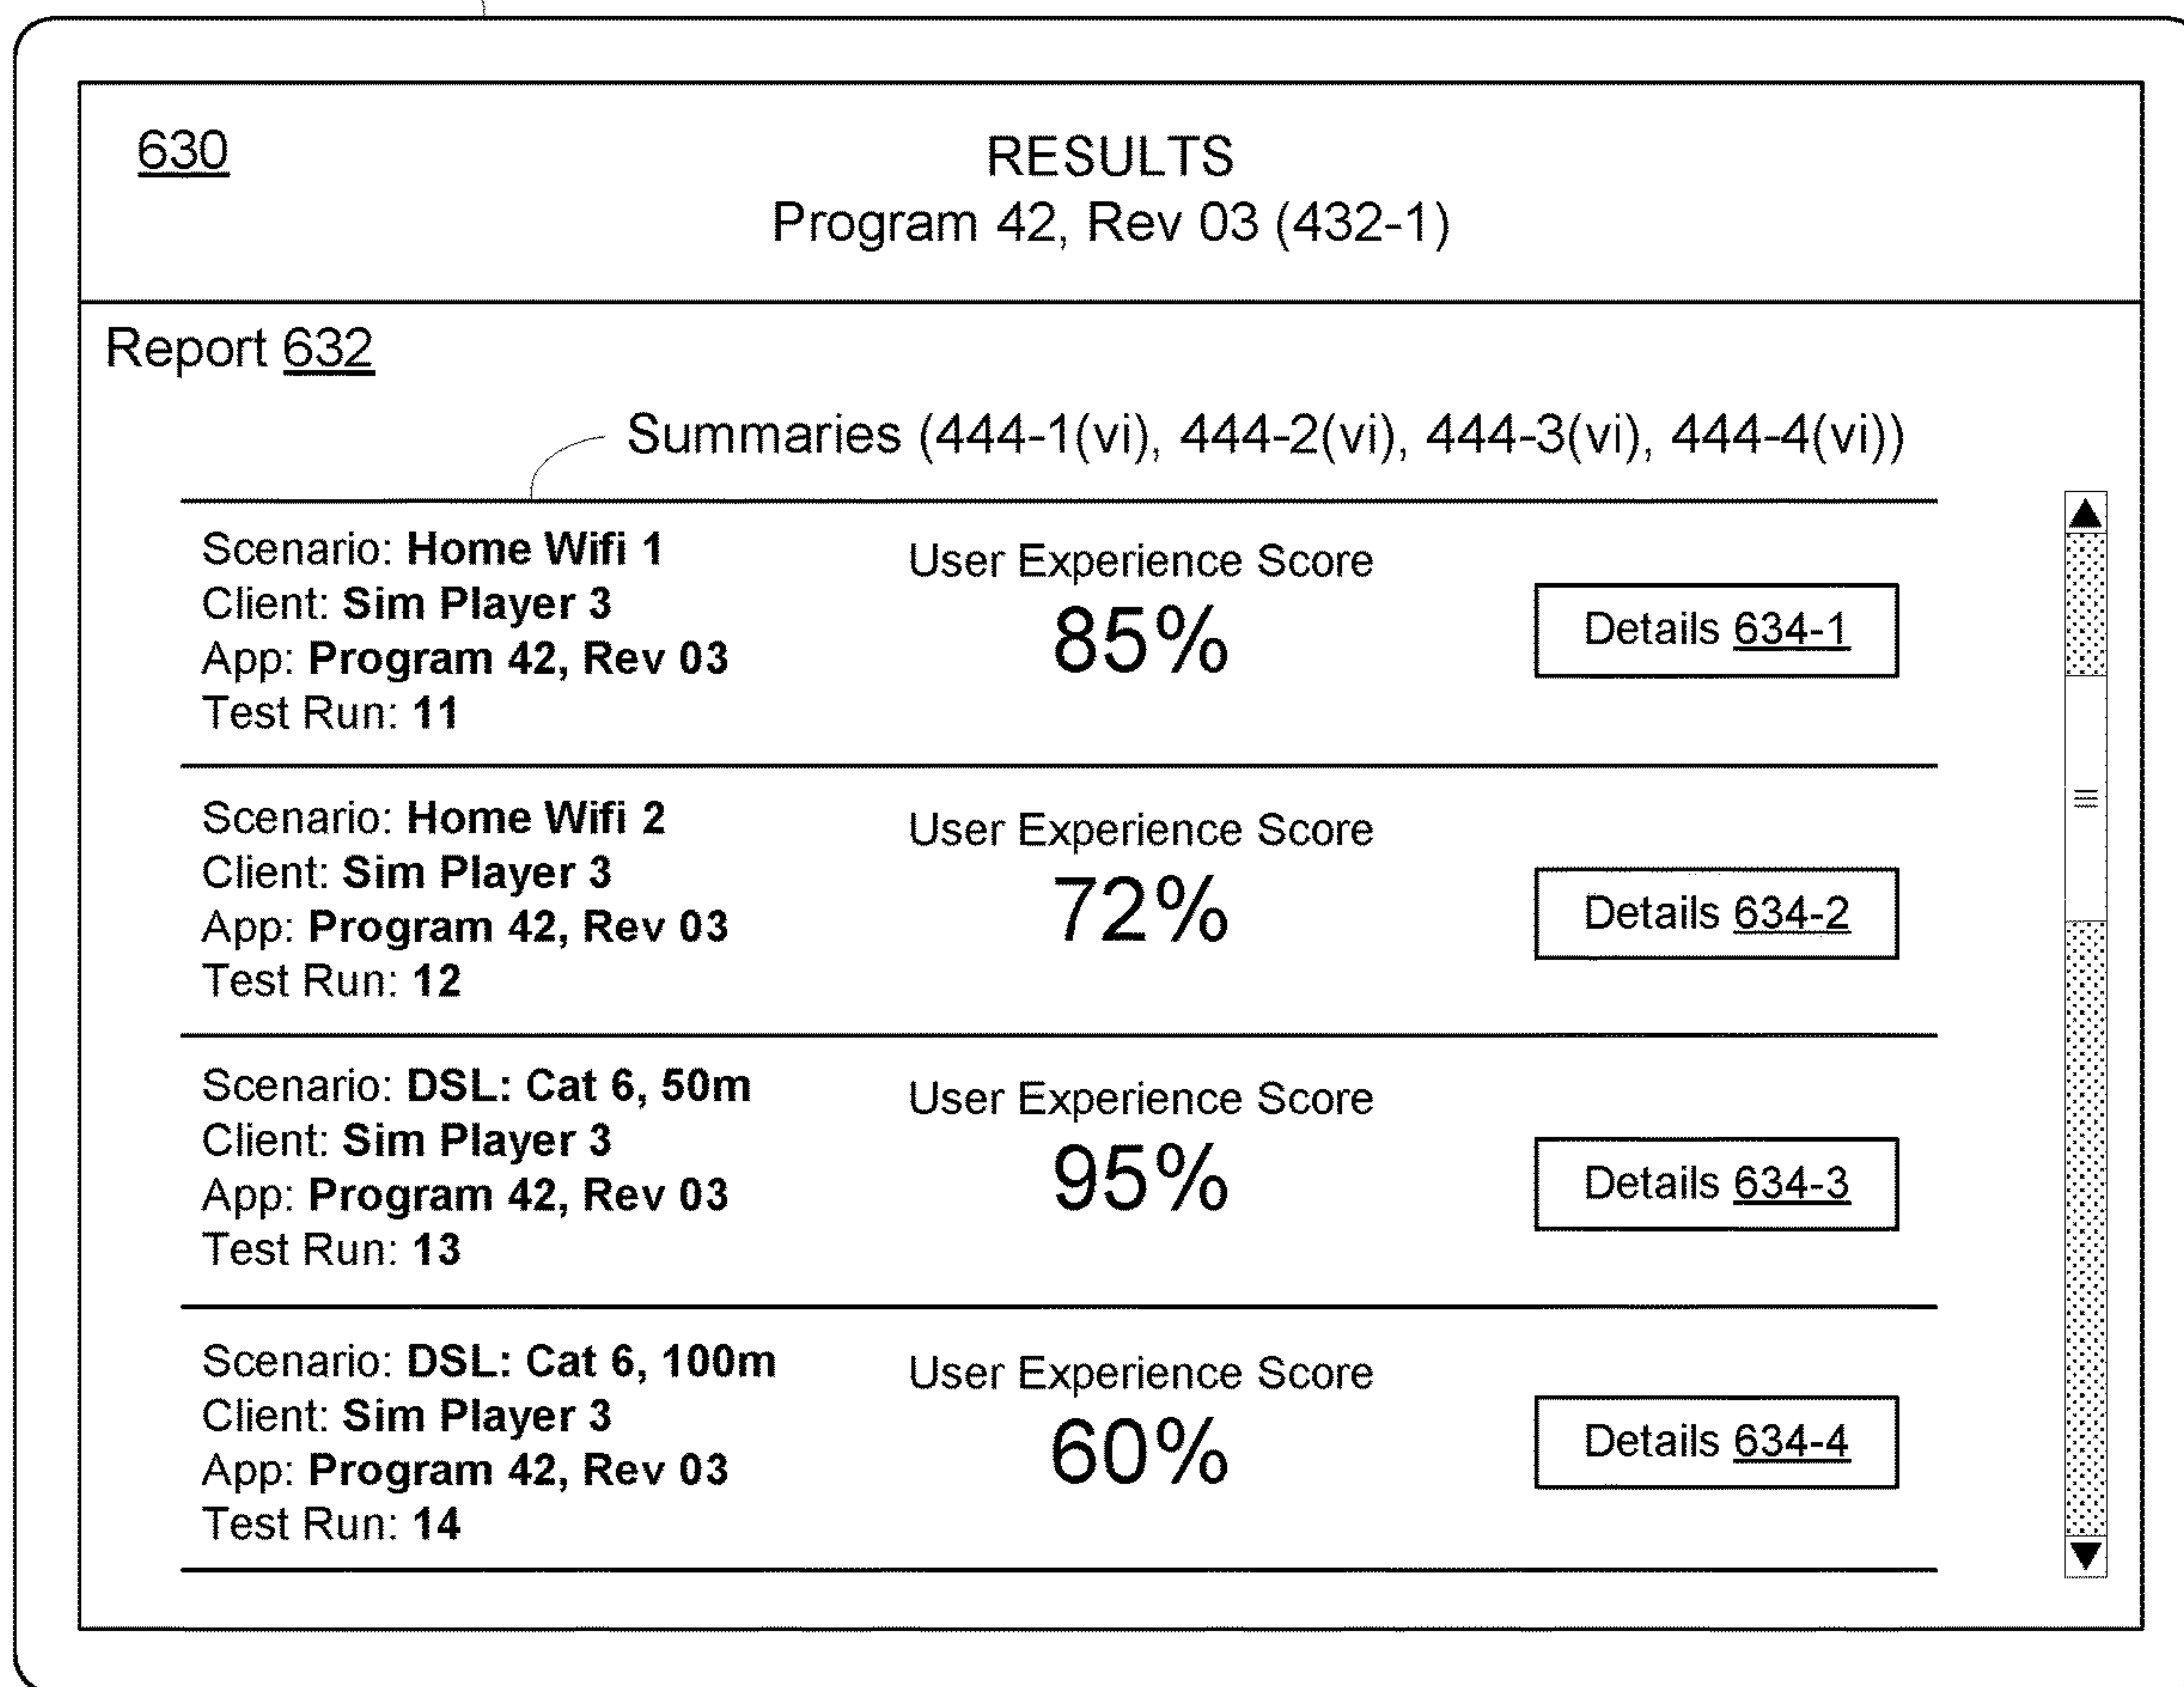 630
RESULTS
Program 42, Rev 03 (432-1)
Report 632
Summaries (444-1(vi), 444-2(vi), 444-3(vi), 444-4(vi))
Scenario: Home Wifi 1
Client: Sim Player 3
App: Program 42, Rev 03
Test Run: 11
User Experience Score
85%
Details 634-1
Scenario: Home Wifi 2
Client: Sim Player 3
App: Program 42, Rev 03
Test Run: 12
User Experience Score
72%
Details 634-2
Scenario: DSL: Cat 6, 50m
Client: Sim Player 3
App: Program 42, Rev 03
Test Run: 13
User Experience Score
95%
Details 634-3
Scenario: DSL: Cat 6, 100m
Client: Sim Player 3
App: Program 42, Rev 03
Test Run: 14
User Experience Score
60%
Details 634-4